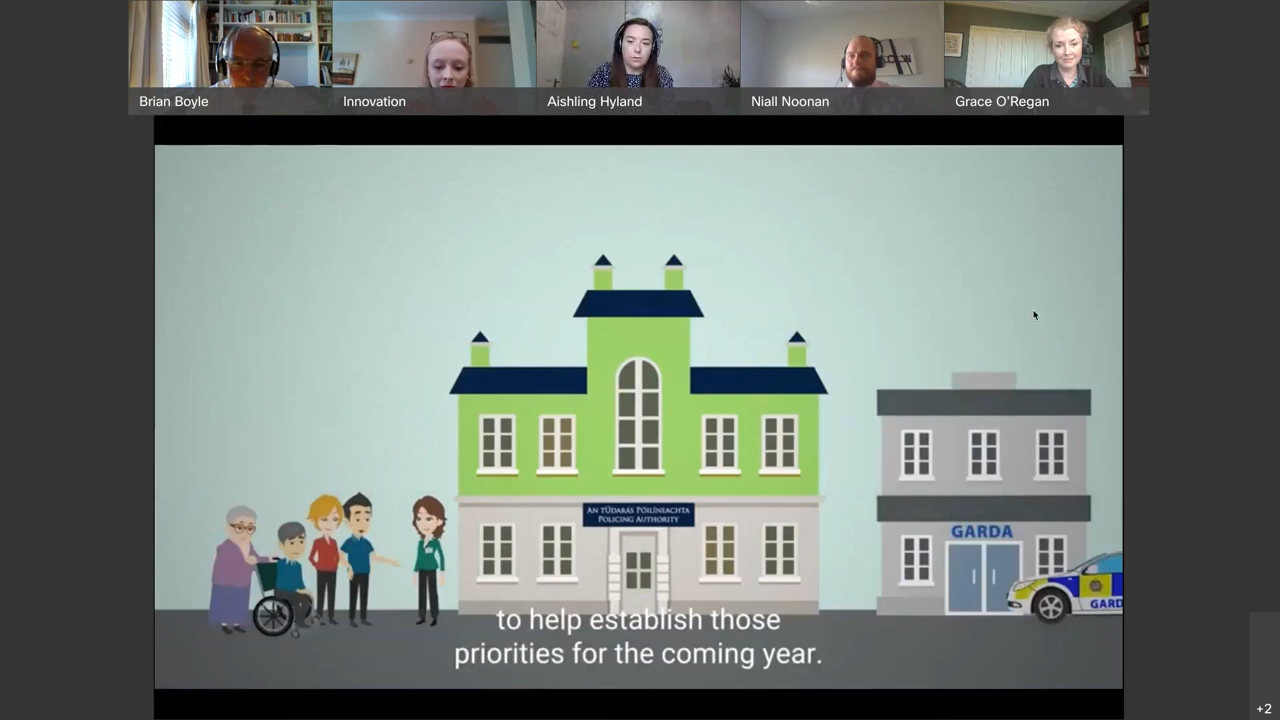 Brian Boyle
Innovation
Aishling Hyland
Niall Noonan
Grace O'Regan
AN TÚDARÁS PÓILÍNEACHTA
POLICING AUTHORITY
GARDA
GARD
to help establish those
priorities for the coming year.
+2